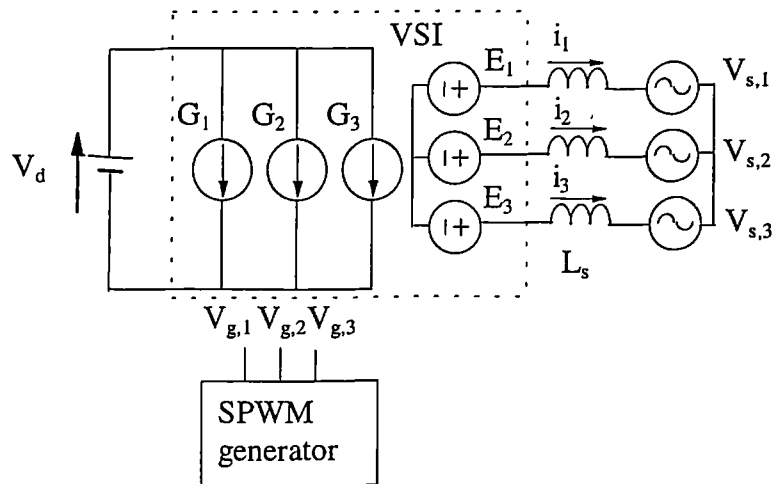 VSI
i1
E1
Vs,1
G1 G2 G3
i2
E2
Vs,2
Vd
i3
E3
Vs,3
Ls
Vg,1 Vg,2 Vg,3
SPWM
generator